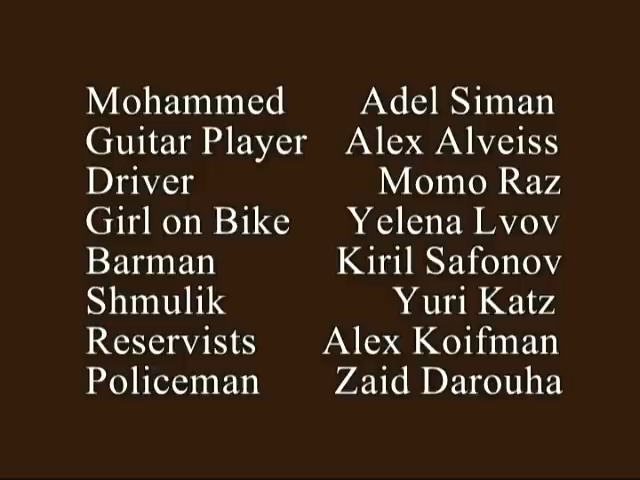 Mohammed Adel Siman
Guitar Player Alex Alveiss
Driver Momo Raz
Girl on Bike Yelena Lvov
Barman Kiril Safonov
Shmulik Yuri Katz
Reservists Alex Koifman
Policeman Zaid Darouha